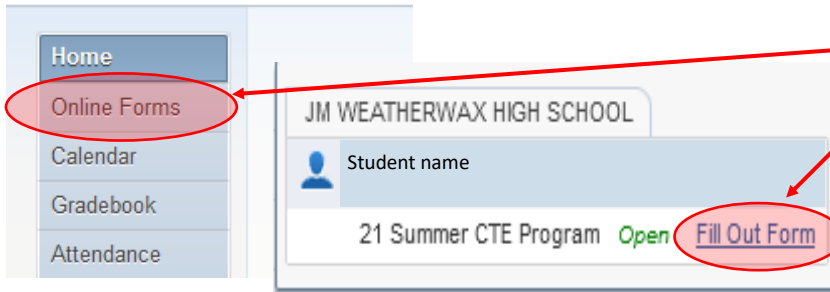 Home
Online Forms
Calendar
Gradebook
Attendance
JM WEATHERWAX HIGH SCHOOL
Student name
21 Summer CTE Program Open Fill Out Form